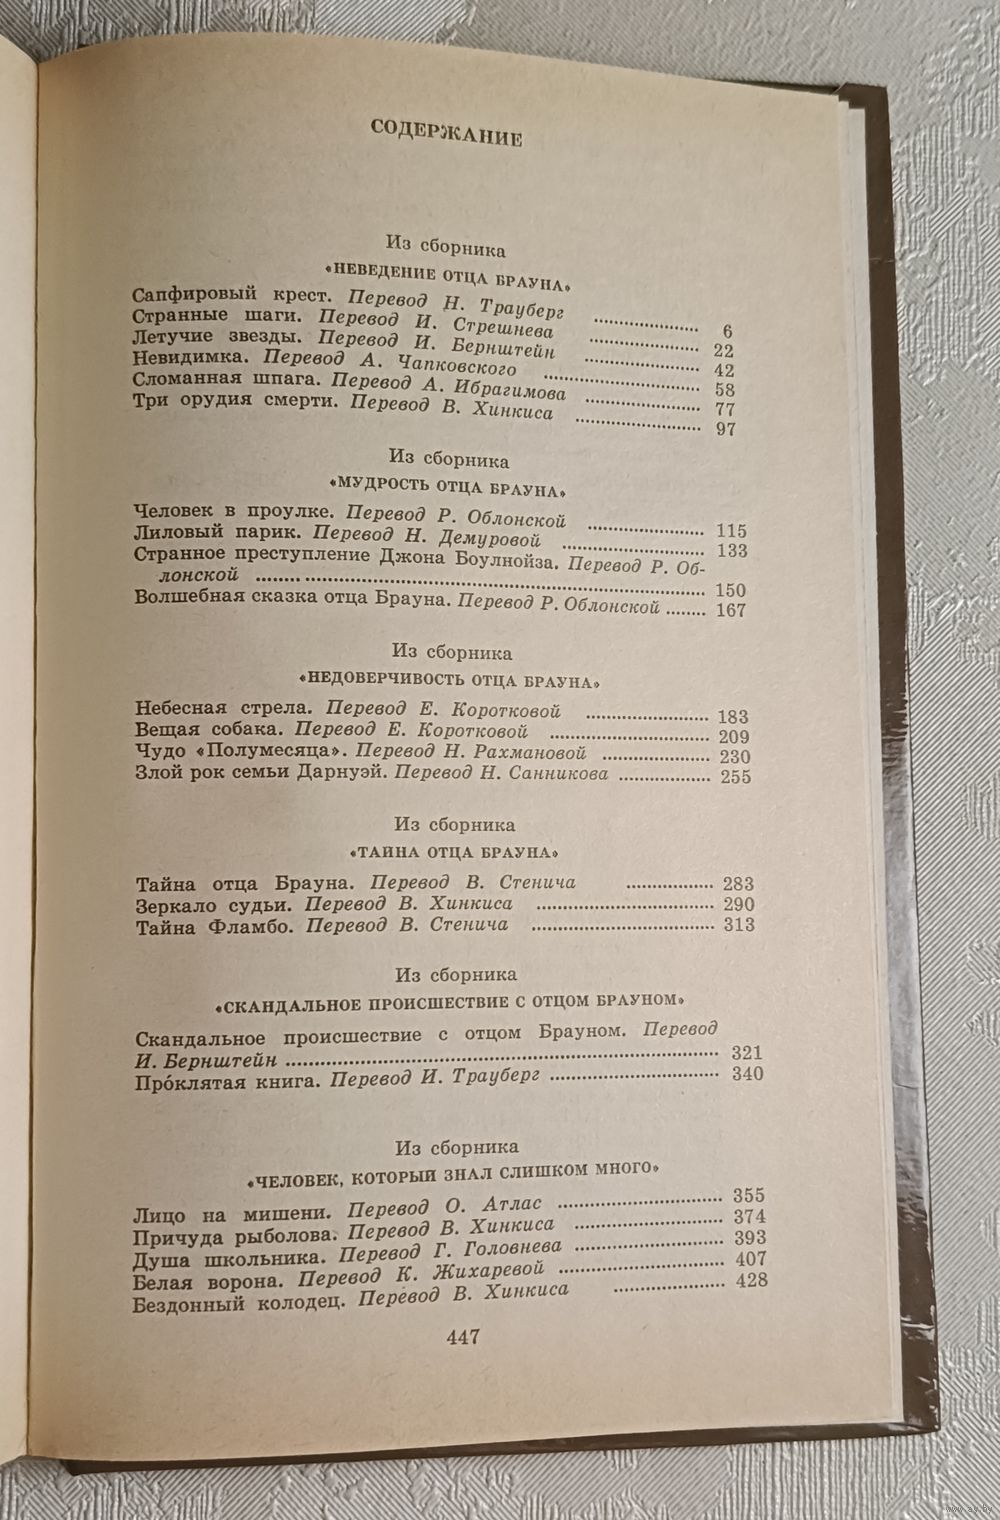 СОДЕРЖАНИЕ
Из сборника
«НЕВЕДЕНИЕ ОТЦА БРАУНА»
Сапфировый крест. Перевод Н. Трауберг ..... 6
Странные шаги. Перевод И. Стрешнева ..... 22
Летучие звезды. Перевод И. Бернштейн ..... 42
Невидимка. Перевод А. Чапковского ..... 58
Сломанная шпага. Перевод А. Ибрагимова ..... 77
Три орудия смерти. Перевод В. Хинкиса ..... 97
Из сборника
«МУДРОСТЬ ОТЦА БРАУНА»
Человек в проулке. Перевод Р. Облонской ..... 115
Лиловый парик. Перевод Н. Демуровой ..... 133
Странное преступление Джона Боулнойза. Перевод Р. Об-
лонской ..... 150
Волшебная сказка отца Брауна. Перевод Р. Облонской ..... 167
Из сборника
«НЕДОВЕРЧИВОСТЬ ОТЦА БРАУНА»
Небесная стрела. Перевод Е. Коротковой ..... 183
Вещая собака. Перевод Е. Коротковой ..... 209
Чудо «Полумесяца». Перевод Н. Рахмановой ..... 230
Злой рок семьи Дарнуэй. Перевод Н. Санникова ..... 255
Из сборника
«ТАЙНА ОТЦА БРАУНА»
Тайна отца Брауна. Перевод В. Стенича ..... 283
Зеркало судьи. Перевод В. Хинкиса ..... 290
Тайна Фламбо. Перевод В. Стенича ..... 313
Из сборника
«СКАНДАЛЬНОЕ ПРОИСШЕСТВИЕ С ОТЦОМ БРАУНОМ»
Скандальное происшествие с отцом Брауном. Перевод
И. Бернштейн ..... 321
Про́клятая книга. Перевод И. Трауберг ..... 340
Из сборника
«ЧЕЛОВЕК, КОТОРЫЙ ЗНАЛ СЛИШКОМ МНОГО»
Лицо на мишени. Перевод О. Атлас ..... 355
Причуда рыболова. Перевод В. Хинкиса ..... 374
Душа школьника. Перевод Г. Головнева ..... 393
Белая ворона. Перевод К. Жихаревой ..... 407
Бездонный колодец. Перевод В. Хинкиса ..... 428
447
www.ay.by